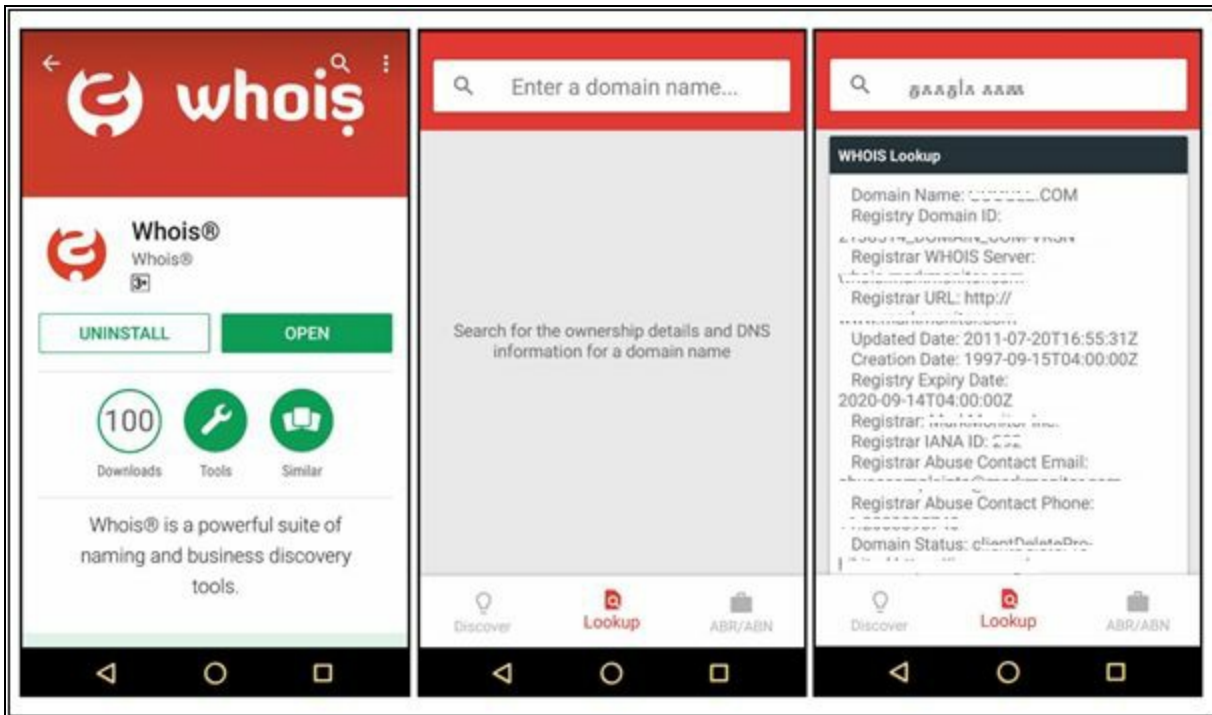 whois
Whois®
Whois®
3+
UNINSTALL
OPEN
100
Downloads
Tools
Similar
Whois® is a powerful suite of
naming and business discovery
tools.
Enter a domain name...
Search for the ownership details and DNS
information for a domain name
Discover
Lookup
ABR/ABN
WHOIS Lookup
Domain Name: .COM
Registry Domain ID:
Registrar WHOIS Server:
Registrar URL: http://
Updated Date: 2011-07-20T16:55:31Z
Creation Date: 1997-09-15T04:00:00Z
Registry Expiry Date:
2020-09-14T04:00:00Z
Registrar:
Registrar IANA ID:
Registrar Abuse Contact Email:
Registrar Abuse Contact Phone:
Domain Status:
Discover
Lookup
ABR/ABN